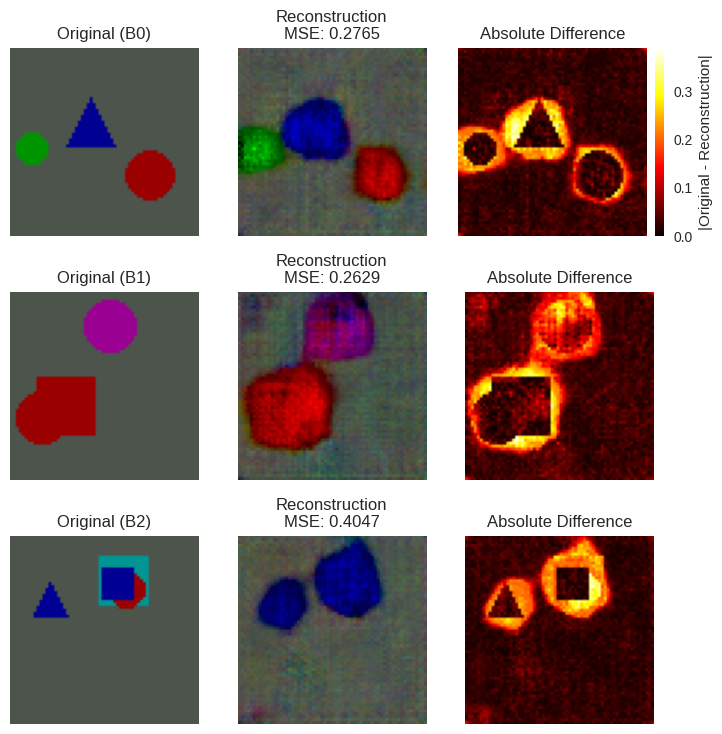 Original (B0)
Reconstruction
MSE: 0.2765
Absolute Difference
0.3
0.2
0.1
0.0
|Original - Reconstruction|
Original (B1)
Reconstruction
MSE: 0.2629
Absolute Difference
Original (B2)
Reconstruction
MSE: 0.4047
Absolute Difference